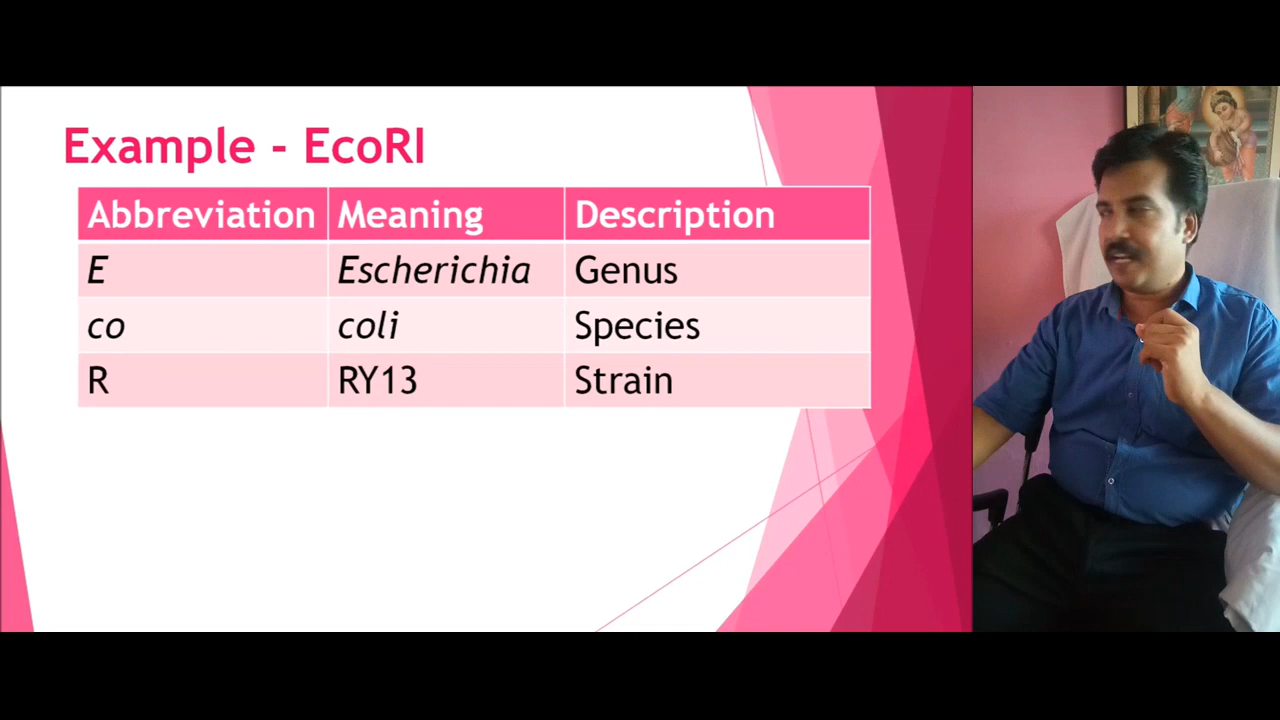 Example - EcoRI
Abbreviation Meaning Description
E Escherichia Genus
co coli Species
R RY13 Strain